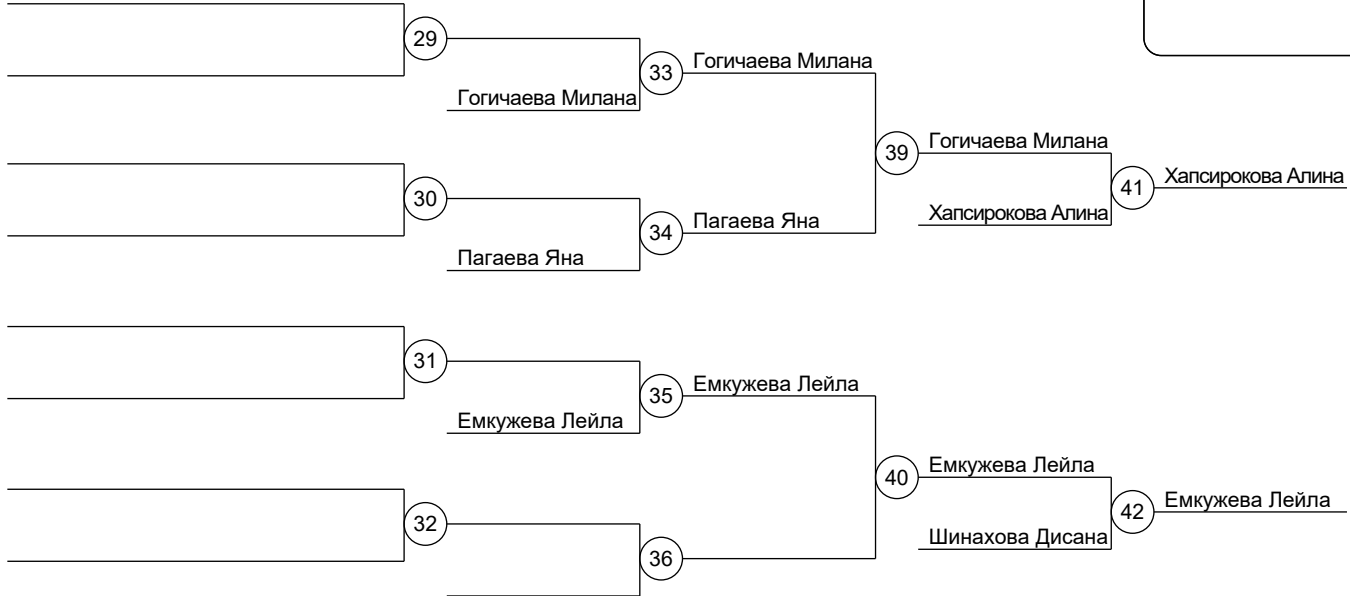 29
33
Гогичаева Милана
Гогичаева Милана
39
Гогичаева Милана
41
Хапсирокова Алина
30
34
Пагаева Яна
Хапсирокова Алина
Пагаева Яна
31
35
Емкужева Лейла
Емкужева Лейла
40
Емкужева Лейла
42
Емкужева Лейла
32
36
Шинахова Дисана